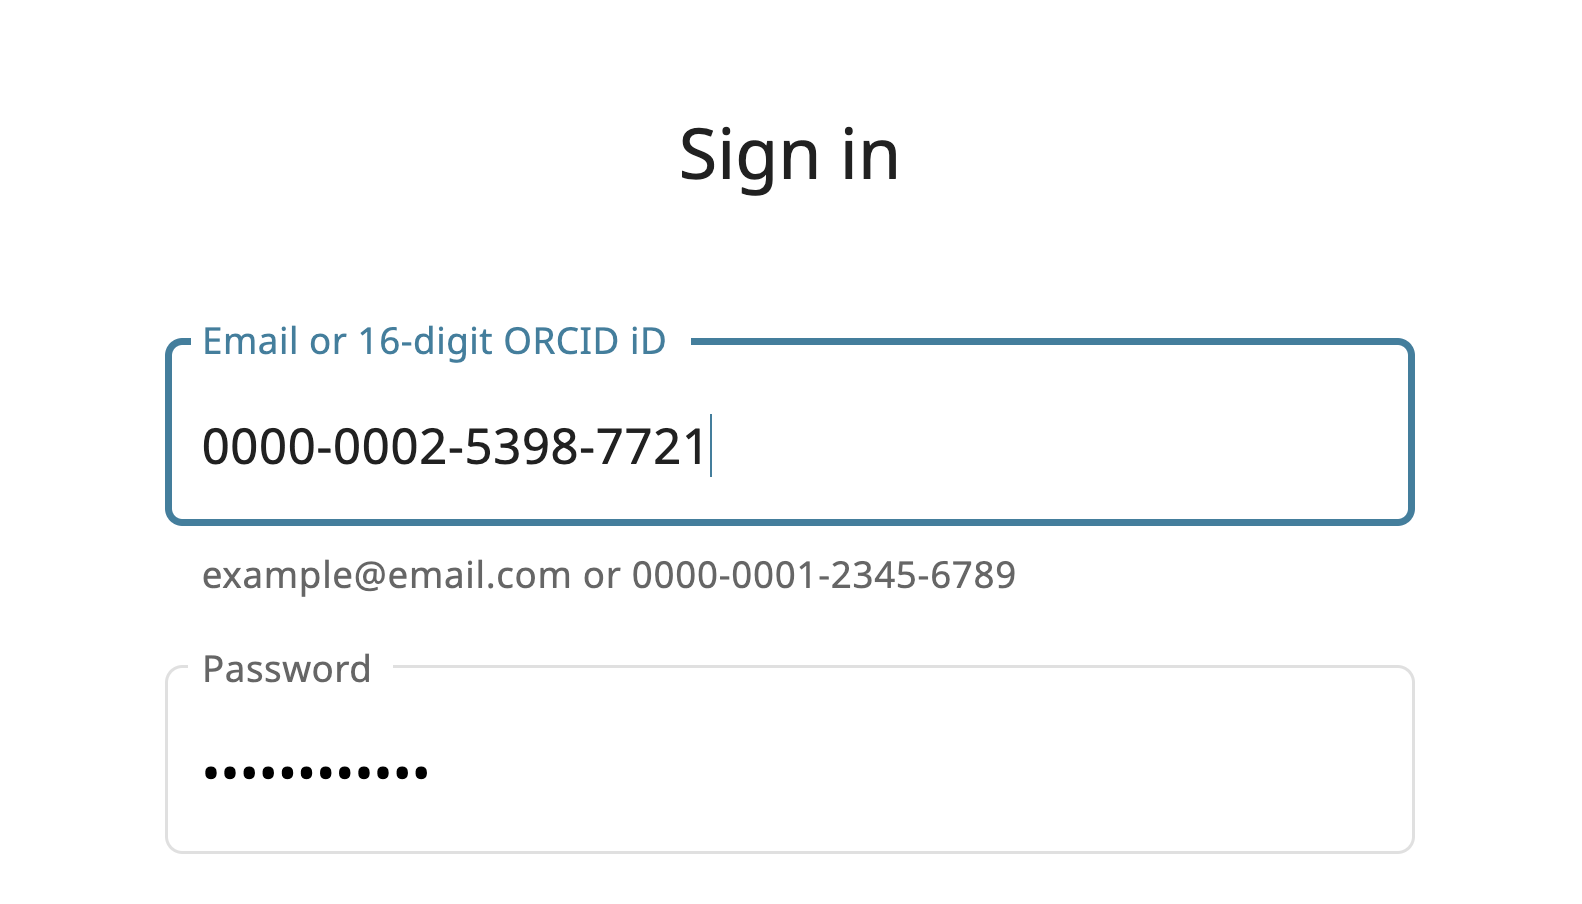 Sign in
Email or 16-digit ORCID iD
0000-0002-5398-7721
example@email.com or 0000-0001-2345-6789
Password
••••••••••••